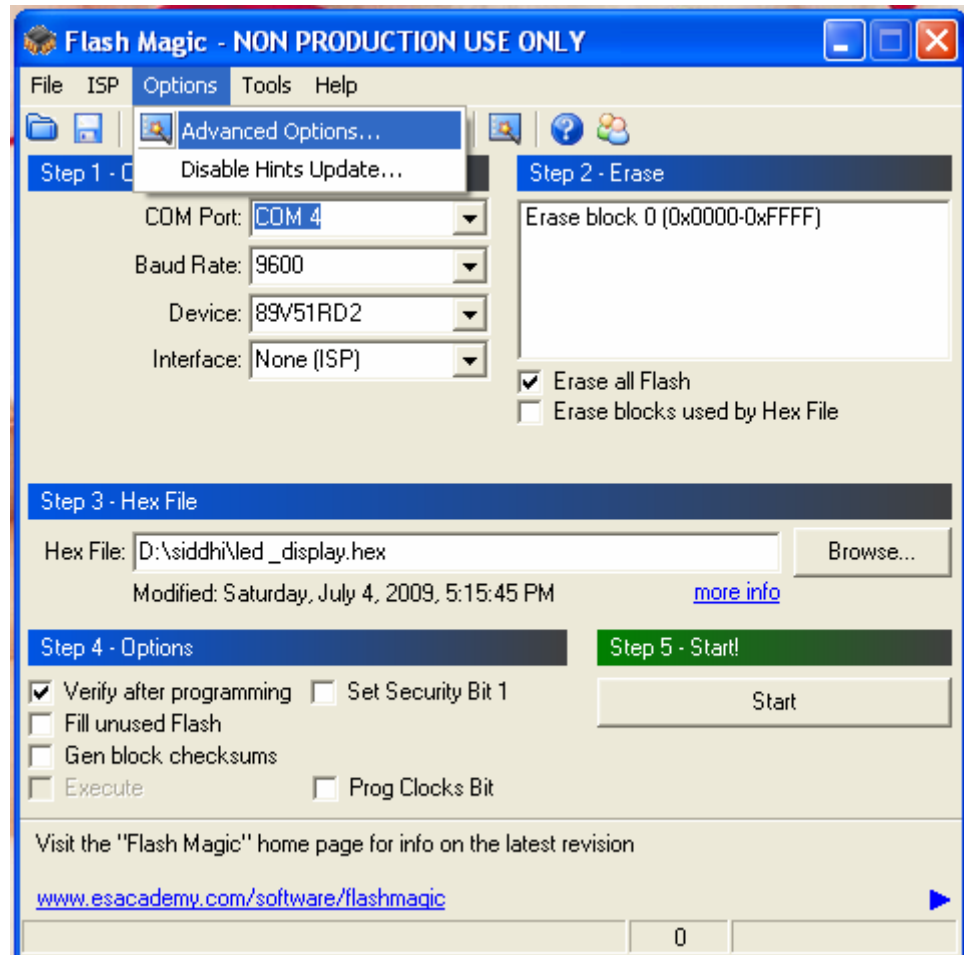 Flash Magic - NON PRODUCTION USE ONLY
File ISP Options Tools Help
Advanced Options...
Disable Hints Update...
Step 1 - C
COM Port: COM 4
Baud Rate: 9600
Device: 89V51RD2
Interface: None (ISP)
Step 2 - Erase
Erase block 0 (0x0000-0xFFFF)
Erase all Flash
Erase blocks used by Hex File
Step 3 - Hex File
Hex File: D:\siddhi\led _display.hex Browse...
Modified: Saturday, July 4, 2009, 5:15:45 PM more info
Step 4 - Options
Verify after programming Set Security Bit 1
Fill unused Flash
Gen block checksums
Execute Prog Clocks Bit
Step 5 - Start!
Start
Visit the "Flash Magic" home page for info on the latest revision
www.esacademy.com/software/flashmagic
0